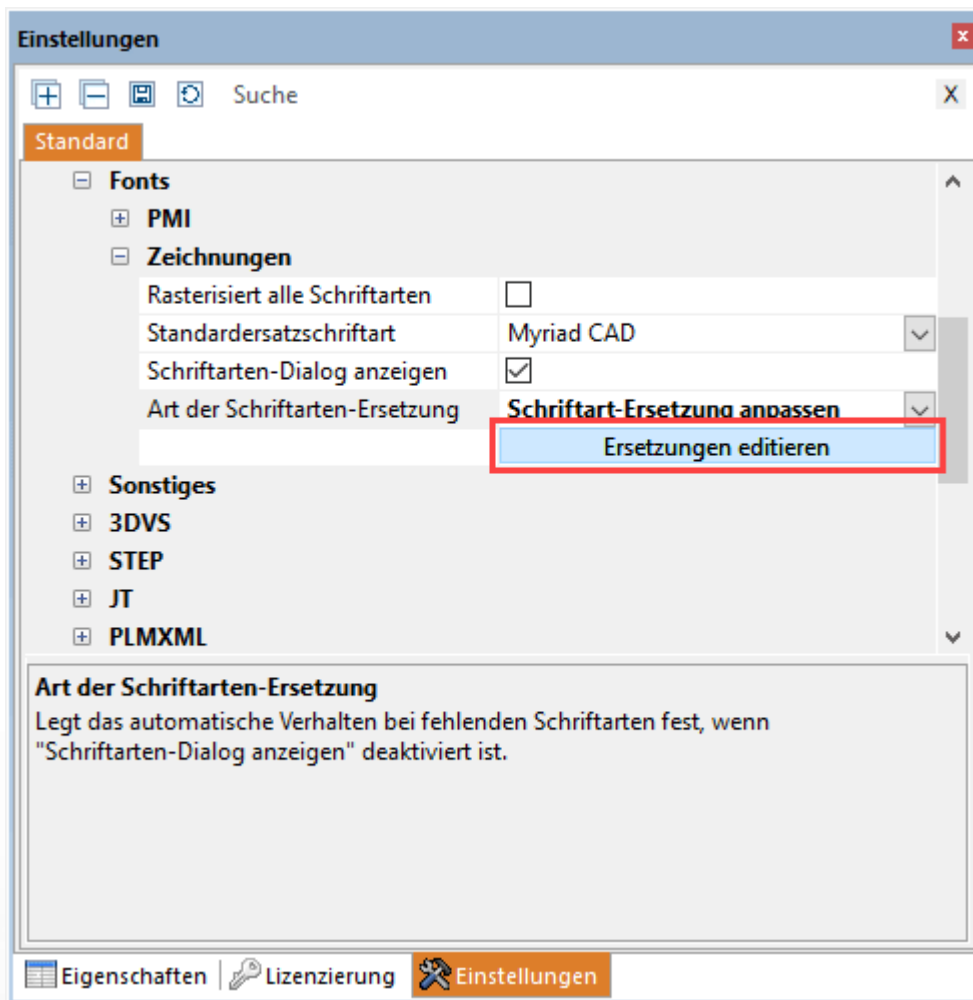 Einstellungen
x
Suche
X
Standard
Fonts
PMI
Zeichnungen
Rasterisiert alle Schriftarten
Standardersatzschriftart Myriad CAD
Schriftarten-Dialog anzeigen
Art der Schriftarten-Ersetzung Schriftart-Ersetzung anpassen
Ersetzungen editieren
Sonstiges
3DVS
STEP
JT
PLMXML
Art der Schriftarten-Ersetzung
Legt das automatische Verhalten bei fehlenden Schriftarten fest, wenn
"Schriftarten-Dialog anzeigen" deaktiviert ist.
Eigenschaften Lizenzierung Einstellungen